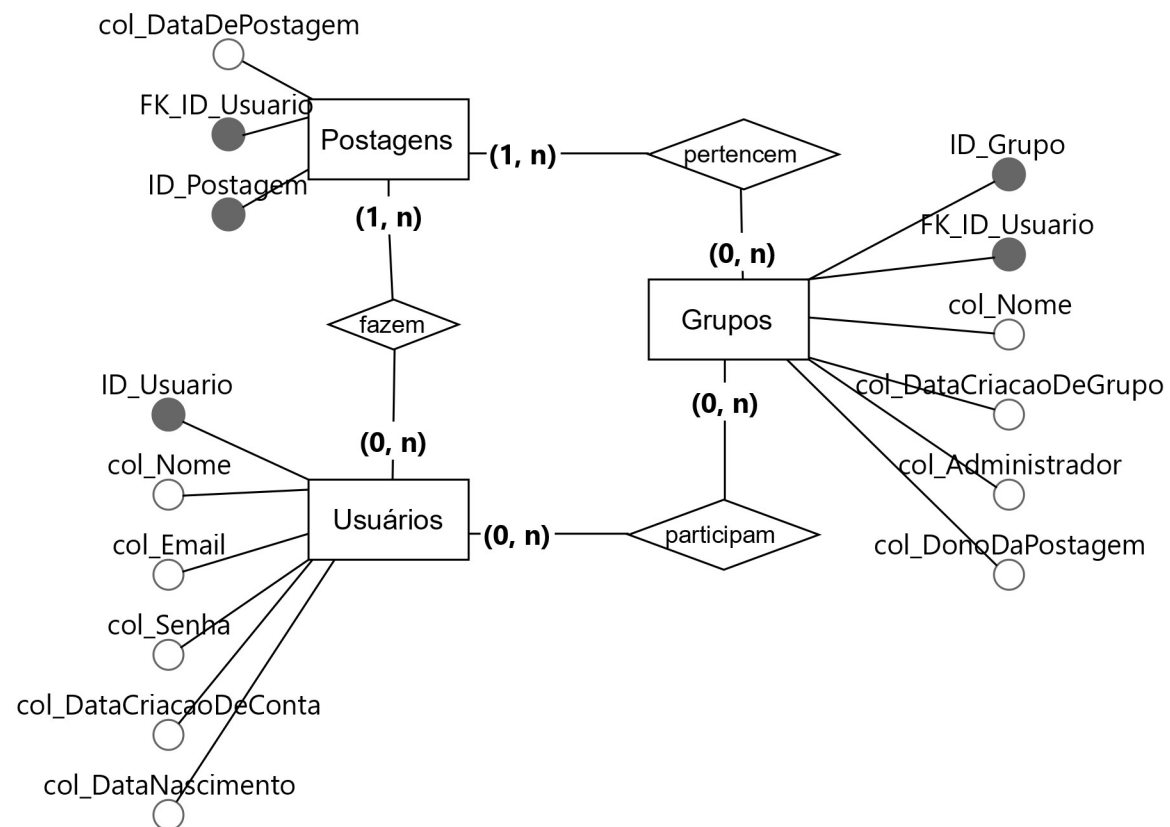 col_DataDePostagem
FK_ID_Usuario
Postagens
(1, n)
pertencem
ID_Grupo
ID_Postagem
(1, n)
FK_ID_Usuario
(0, n)
col_Nome
Grupos
fazem
ID_Usuario
col_DataCriacaoDeGrupo
(0, n)
(0, n)
col_Nome
col_Administrador
Usuários
(0, n)
participam
col_Email
col_DonoDaPostagem
col_Senha
col_DataCriacaoDeConta
col_DataNascimento